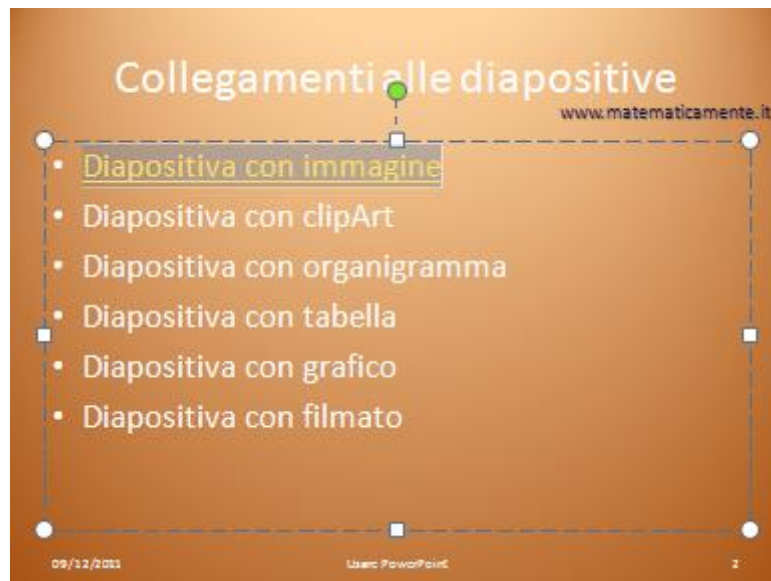 Collegamenti alle diapositive
www.matematicamente.it
• Diapositiva con immagine
• Diapositiva con clipArt
• Diapositiva con organigramma
• Diapositiva con tabella
• Diapositiva con grafico
• Diapositiva con filmato
09/12/2011 Usare PowerPoint 2